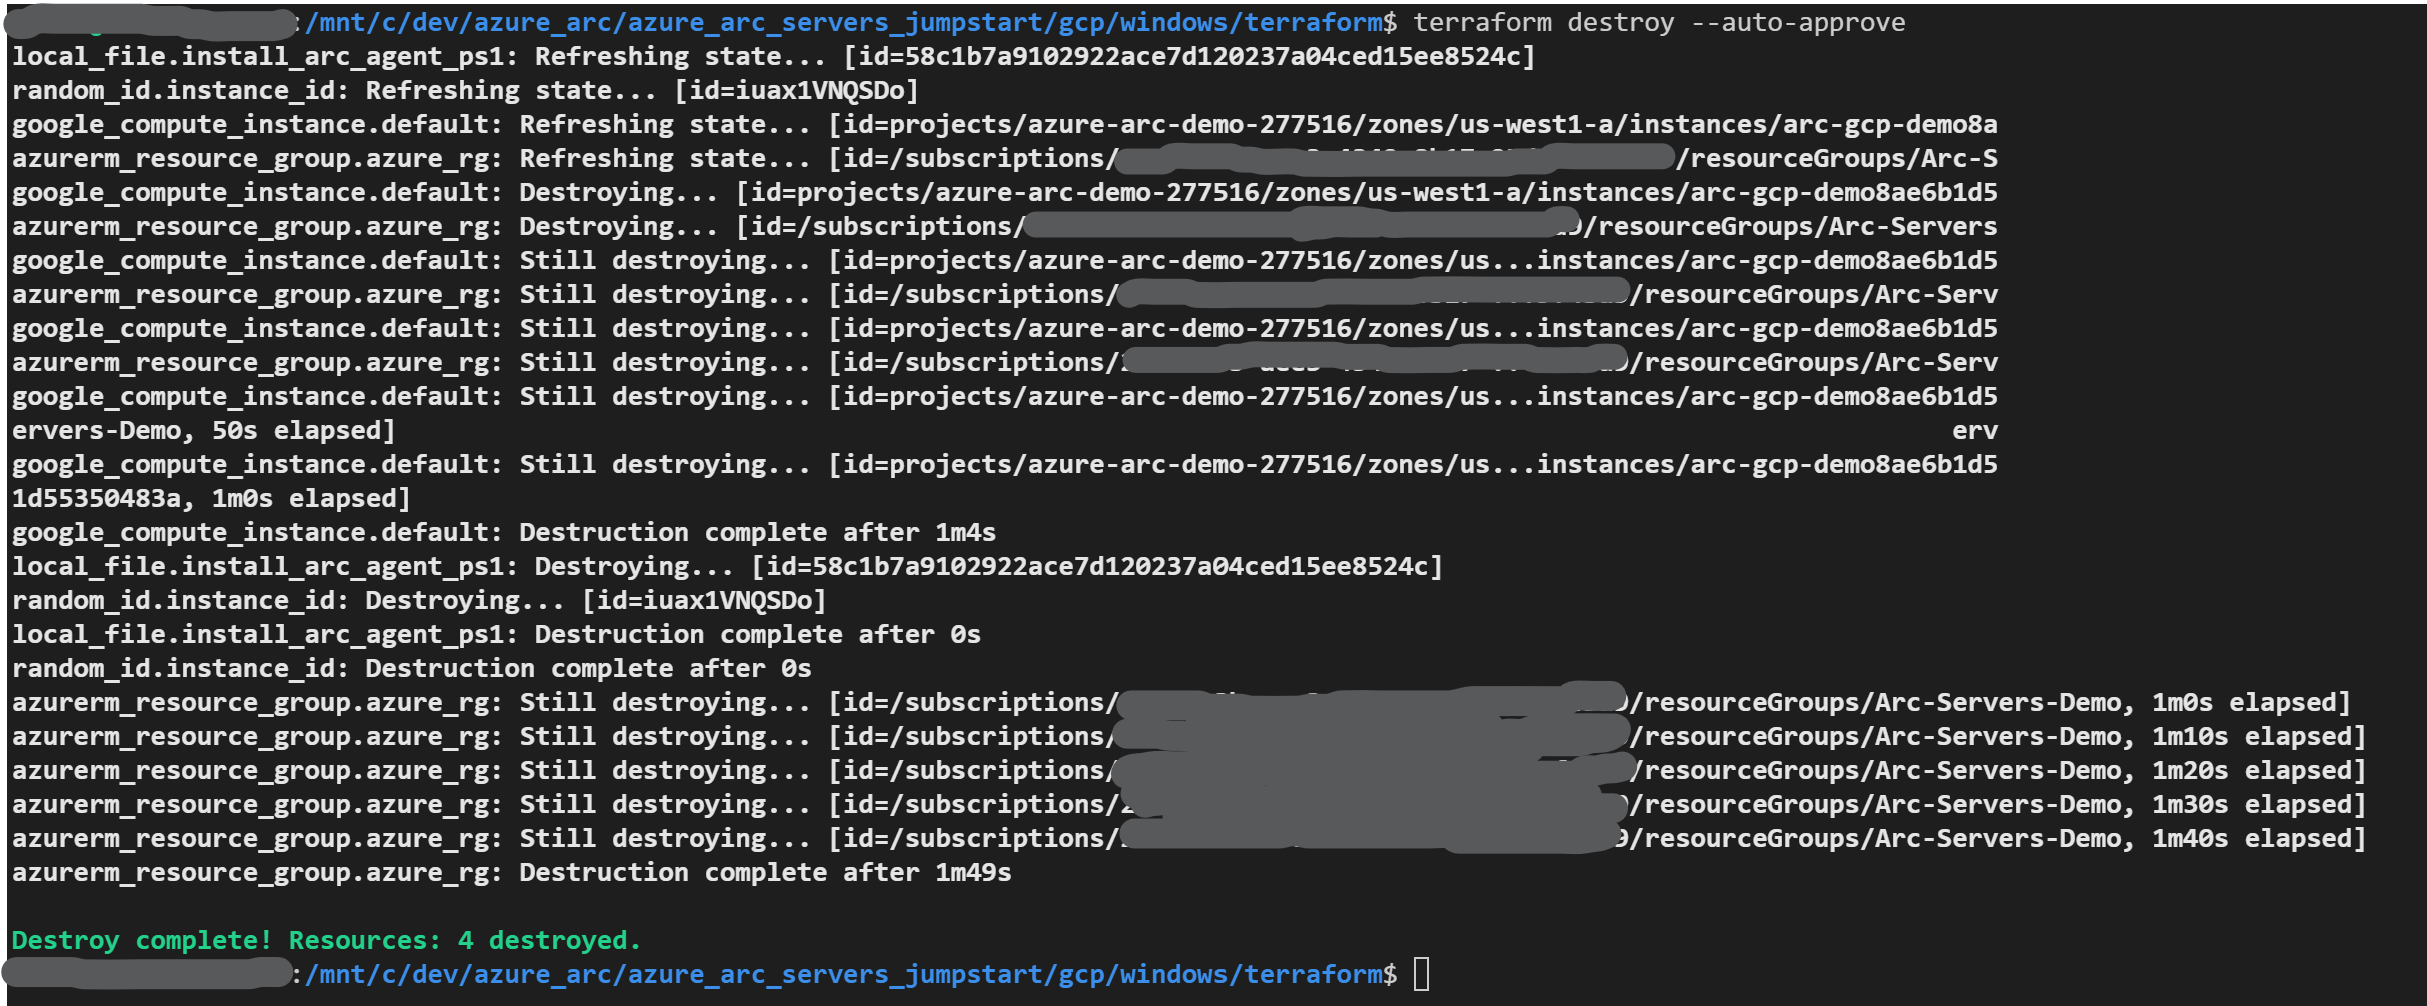 :/mnt/c/dev/azure_arc/azure_arc_servers_jumpstart/gcp/windows/terraform$ terraform destroy --auto-approve
local_file.install_arc_agent_ps1: Refreshing state... [id=58c1b7a9102922ace7d120237a04ced15ee8524c]
random_id.instance_id: Refreshing state... [id=iuax1VNQSDo]
google_compute_instance.default: Refreshing state... [id=projects/azure-arc-demo-277516/zones/us-west1-a/instances/arc-gcp-demo8a
azurerm_resource_group.azure_rg: Refreshing state... [id=/subscriptions/ /resourceGroups/Arc-S
google_compute_instance.default: Destroying... [id=projects/azure-arc-demo-277516/zones/us-west1-a/instances/arc-gcp-demo8ae6b1d5
azurerm_resource_group.azure_rg: Destroying... [id=/subscriptions/ /resourceGroups/Arc-Servers
google_compute_instance.default: Still destroying... [id=projects/azure-arc-demo-277516/zones/us...instances/arc-gcp-demo8ae6b1d5
azurerm_resource_group.azure_rg: Still destroying... [id=/subscriptions/ /resourceGroups/Arc-Serv
google_compute_instance.default: Still destroying... [id=projects/azure-arc-demo-277516/zones/us...instances/arc-gcp-demo8ae6b1d5
azurerm_resource_group.azure_rg: Still destroying... [id=/subscriptions/ /resourceGroups/Arc-Serv
google_compute_instance.default: Still destroying... [id=projects/azure-arc-demo-277516/zones/us...instances/arc-gcp-demo8ae6b1d5
ervers-Demo, 50s elapsed] erv
google_compute_instance.default: Still destroying... [id=projects/azure-arc-demo-277516/zones/us...instances/arc-gcp-demo8ae6b1d5
1d55350483a, 1m0s elapsed]
google_compute_instance.default: Destruction complete after 1m4s
local_file.install_arc_agent_ps1: Destroying... [id=58c1b7a9102922ace7d120237a04ced15ee8524c]
random_id.instance_id: Destroying... [id=iuax1VNQSDo]
local_file.install_arc_agent_ps1: Destruction complete after 0s
random_id.instance_id: Destruction complete after 0s
azurerm_resource_group.azure_rg: Still destroying... [id=/subscriptions/ /resourceGroups/Arc-Servers-Demo, 1m0s elapsed]
azurerm_resource_group.azure_rg: Still destroying... [id=/subscriptions/ /resourceGroups/Arc-Servers-Demo, 1m10s elapsed]
azurerm_resource_group.azure_rg: Still destroying... [id=/subscriptions/ /resourceGroups/Arc-Servers-Demo, 1m20s elapsed]
azurerm_resource_group.azure_rg: Still destroying... [id=/subscriptions/ /resourceGroups/Arc-Servers-Demo, 1m30s elapsed]
azurerm_resource_group.azure_rg: Still destroying... [id=/subscriptions/ /resourceGroups/Arc-Servers-Demo, 1m40s elapsed]
azurerm_resource_group.azure_rg: Destruction complete after 1m49s
Destroy complete! Resources: 4 destroyed.
:/mnt/c/dev/azure_arc/azure_arc_servers_jumpstart/gcp/windows/terraform$